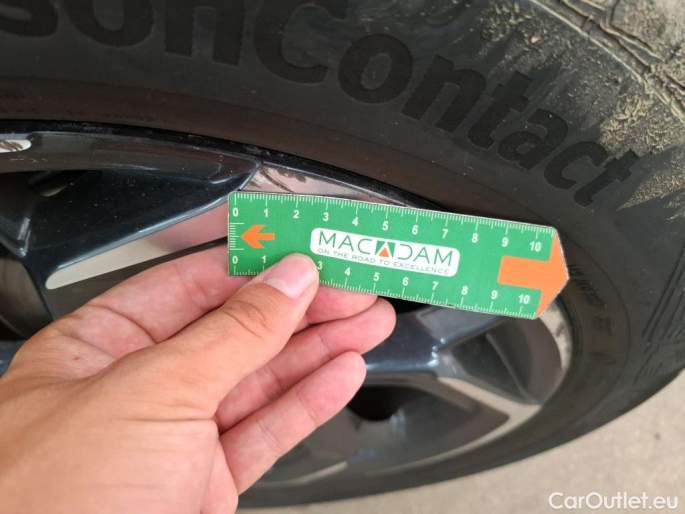 sonContact
0 1 2 3 4 5 6 7 8 9 10
MACADAM
ON THE ROAD TO EXCELLENCE
0 1 3 4 5 6 7 8 9 10
CarOutlet.eu